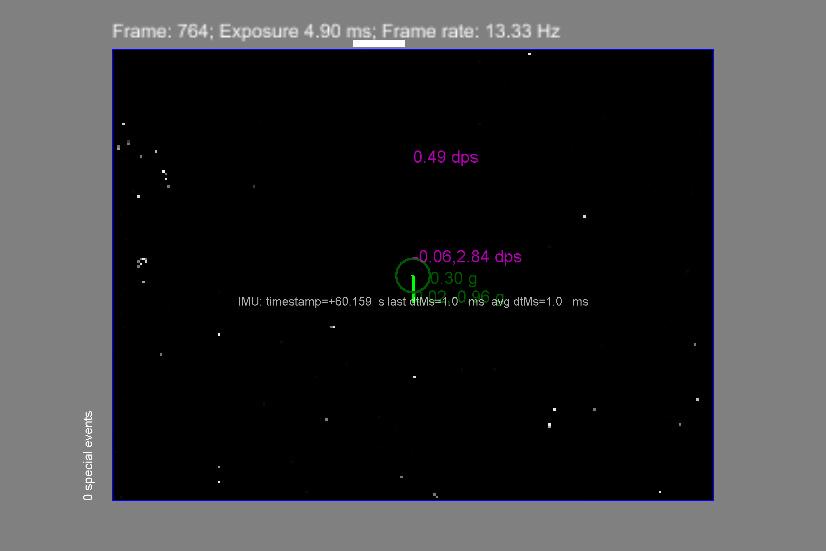 Frame: 764; Exposure 4.90 ms; Frame rate: 13.33 Hz
0.49 dps
-0.06,2.84 dps
0.30 g
IMU: timestamp=+60.159 s last dtMs=1.0 ms avg dtMs=1.0 ms
0 special events